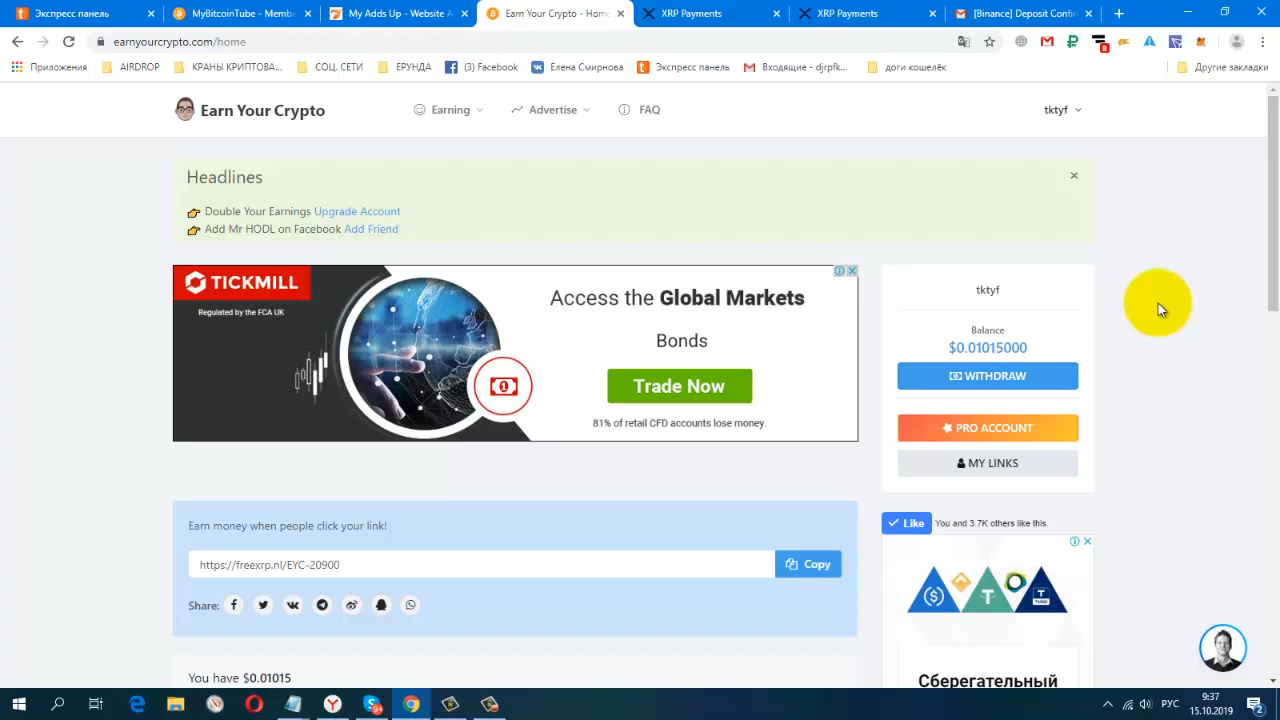 Экспресс панель
MyBitcoinTube - Membe
My Adds Up - Website A
Earn Your Crypto - Hom
XRP Payments
XRP Payments
[Binance] Deposit Confi
earnyourcrypto.com/home
8
Приложения
AIRDROP
КРАНЫ КРИПТОВА...
СОЦ. СЕТИ
ЕРУНДА
(3) Facebook
Елена Смирнова
Экспресс панель
Входящие - djrpfk...
доги кошелёк
Другие закладки
Earn Your Crypto
Earning
Advertise
FAQ
tktyf
Headlines
Double Your Earnings Upgrade Account
Add Mr HODL on Facebook Add Friend
TICKMILL
Regulated by the FCA UK
Access the Global Markets
Bonds
Trade Now
81% of retail CFD accounts lose money.
tktyf
Balance
$0.01015000
WITHDRAW
PRO ACCOUNT
MY LINKS
Like
You and 3.7K others like this.
Earn money when people click your link!
https://freexrp.nl/EYC-20900
Copy
Share:
You have $0.01015
Сберегательный
РУС
9:37
15.10.2019
2